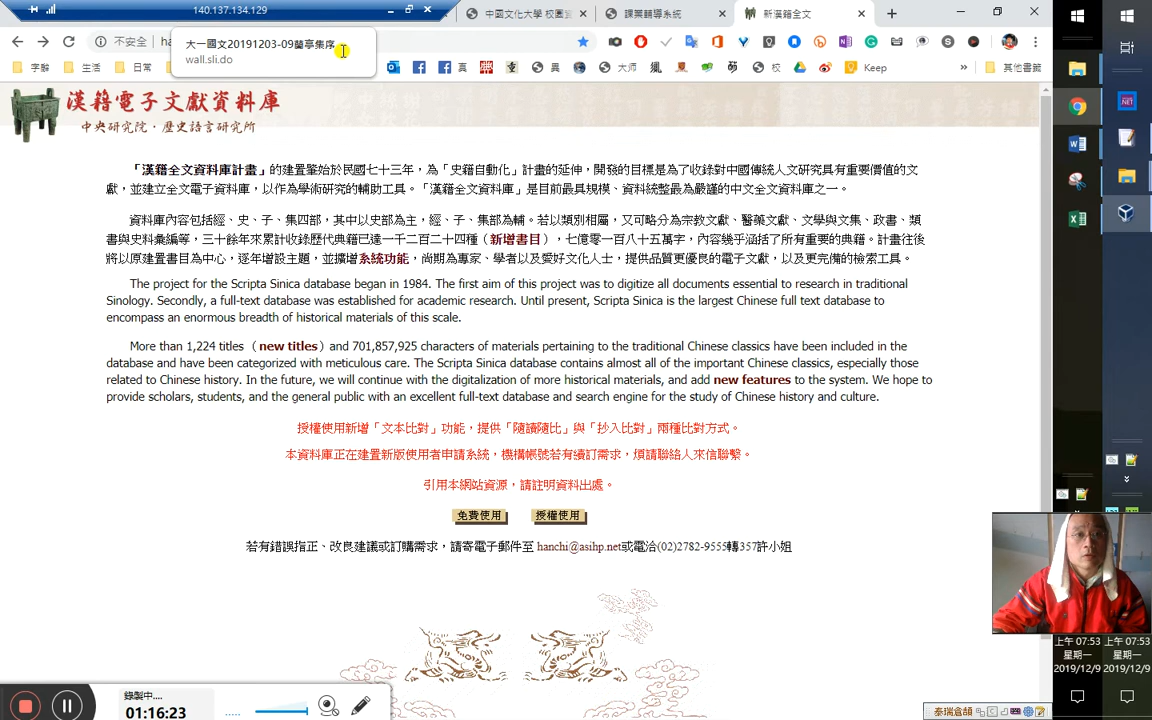 140.137.134.129
中國文化大學 校園
課業輔導系統
新漢籍全文
不安全
大一國文20191203-09蘭亭集序
wall.sli.do
字辭
生活
日常
真
大师
校
Keep
其他書籤
漢籍電子文獻資料庫
中央研究院・歷史語言研究所
「漢籍全文資料庫計畫」的建置肇始於民國七十三年，為「史籍自動化」計畫的延伸，開發的目標是為了收錄對中國傳統人文研究具有重要價值的文
獻，並建立全文電子資料庫，以作為學術研究的輔助工具。「漢籍全文資料庫」是目前最具規模、資料統整最為嚴謹的中文全文資料庫之一。
資料庫內容包括經、史、子、集四部，其中以史部為主，經、子、集部為輔。若以類別相屬，又可略分為宗教文獻、醫藥文獻、文學與文集、政書、類
書與史料彙編等，三十餘年來累計收錄歷代典籍已達一千二百二十四種（新增書目），七億零一百八十五萬字，內容幾乎涵括了所有重要的典籍。計畫往後
將以原建置書目為中心，逐年增設主題，並擴增系統功能，尚期為專家、學者以及愛好文化人士，提供品質更優良的電子文獻，以及更完備的檢索工具。
The project for the Scripta Sinica database began in 1984. The first aim of this project was to digitize all documents essential to research in traditional
Sinology. Secondly, a full-text database was established for academic research. Until present, Scripta Sinica is the largest Chinese full text database to
encompass an enormous breadth of historical materials of this scale.
More than 1,224 titles （new titles）and 701,857,925 characters of materials pertaining to the traditional Chinese classics have been included in the
database and have been categorized with meticulous care. The Scripta Sinica database contains almost all of the important Chinese classics, especially those
related to Chinese history. In the future, we will continue with the digitalization of more historical materials, and add new features to the system. We hope to
provide scholars, students, and the general public with an excellent full-text database and search engine for the study of Chinese history and culture.
授權使用新增「文本比對」功能，提供「隨讀隨比」與「抄入比對」兩種比對方式。
本資料庫正在建置新版使用者申請系統，機構帳號若有續訂需求，煩請聯絡人來信聯繫。
引用本網站資源，請註明資料出處。
免費使用
授權使用
若有錯誤指正、改良建議或訂購需求，請寄電子郵件至 hanchi@asihp.net或電洽(02)2782-9555轉357許小姐
上午 07:53 上午 07:53
星期一 星期一
2019/12/9 2019/12/9
錄製中....
01:16:23
泰瑞倉頡